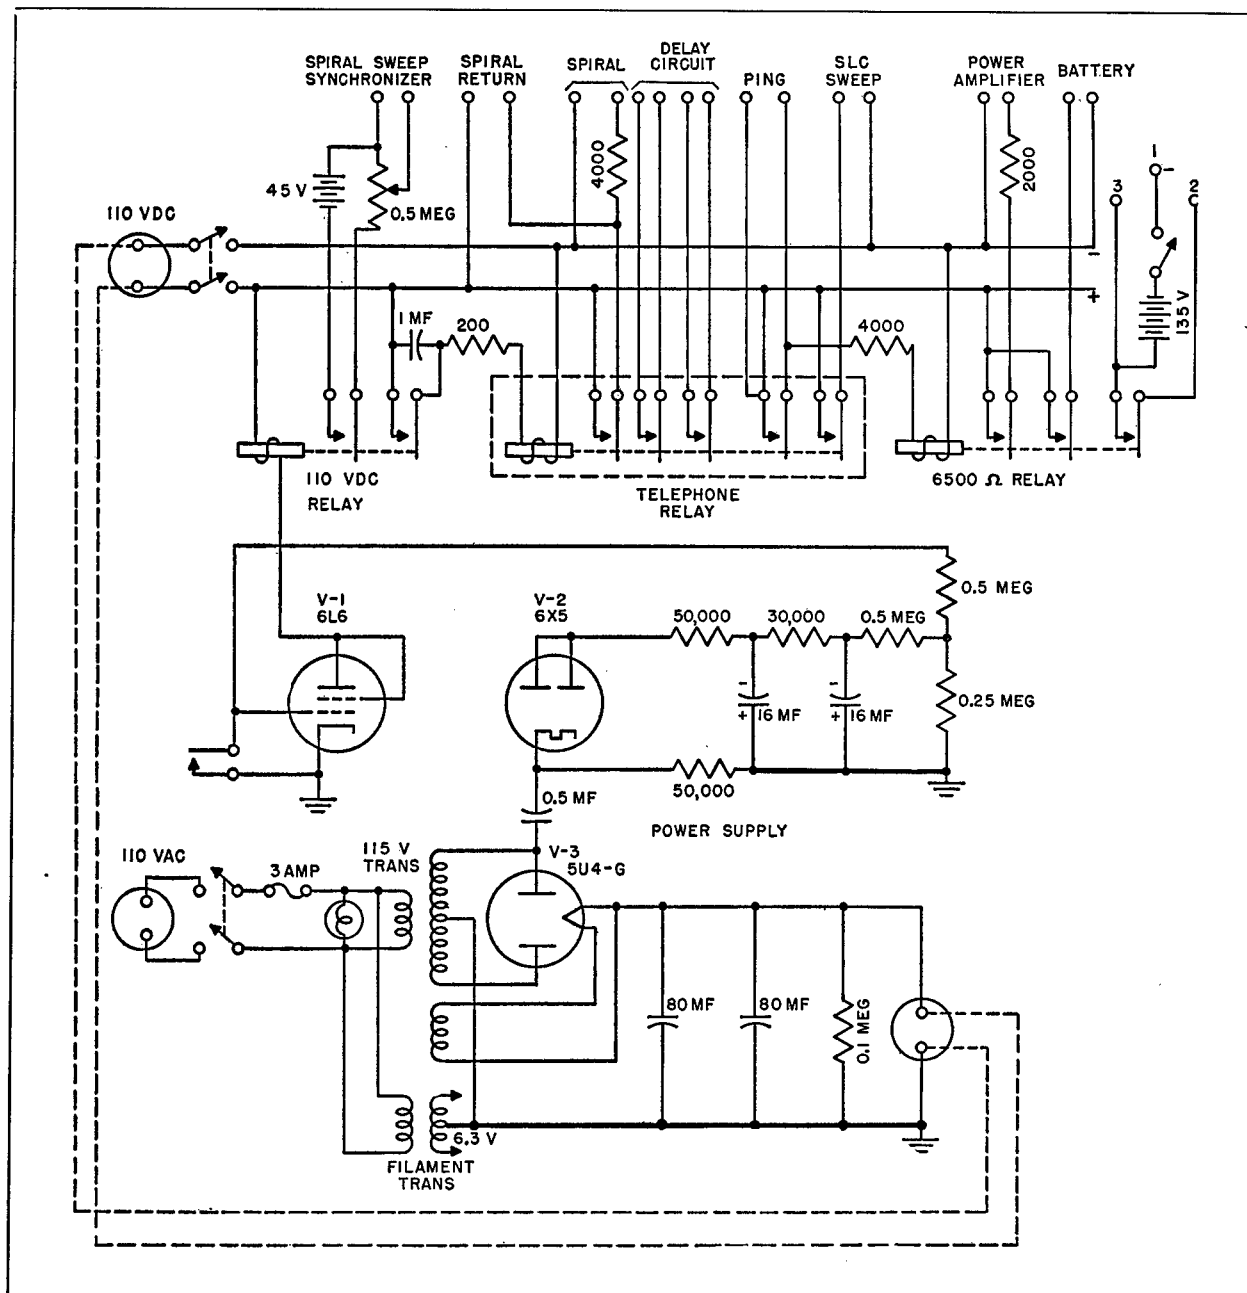 SPIRAL SWEEP
SYNCHRONIZER
SPIRAL
RETURN
SPIRAL
DELAY
CIRCUIT
PING
SLC
SWEEP
POWER
AMPLIFIER
BATTERY
45 V
0.5 MEG
4000
2000
1
-
3
2
110 VDC
-
+
135 V
1 MF
200
4000
110 VDC
RELAY
TELEPHONE
RELAY
6500 Ω RELAY
V-1
6L6
V-2
6X5
50,000
30,000
0.5 MEG
0.5 MEG
0.25 MEG
-
+ 16 MF
-
+ 16 MF
50,000
0.5 MF
POWER SUPPLY
110 VAC
3 AMP
115 V
TRANS
V-3
5U4-G
80 MF
80 MF
0.1 MEG
6.3 V
FILAMENT
TRANS